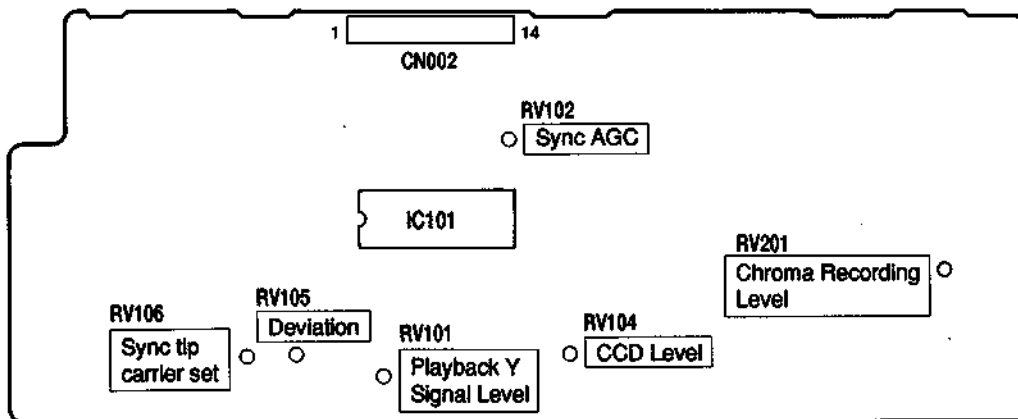 1
14
CN002
RV102
Sync AGC
IC101
RV201
Chroma Recording
Level
RV106
Sync tip
carrier set
RV105
Deviation
RV101
Playback Y
Signal Level
RV104
CCD Level